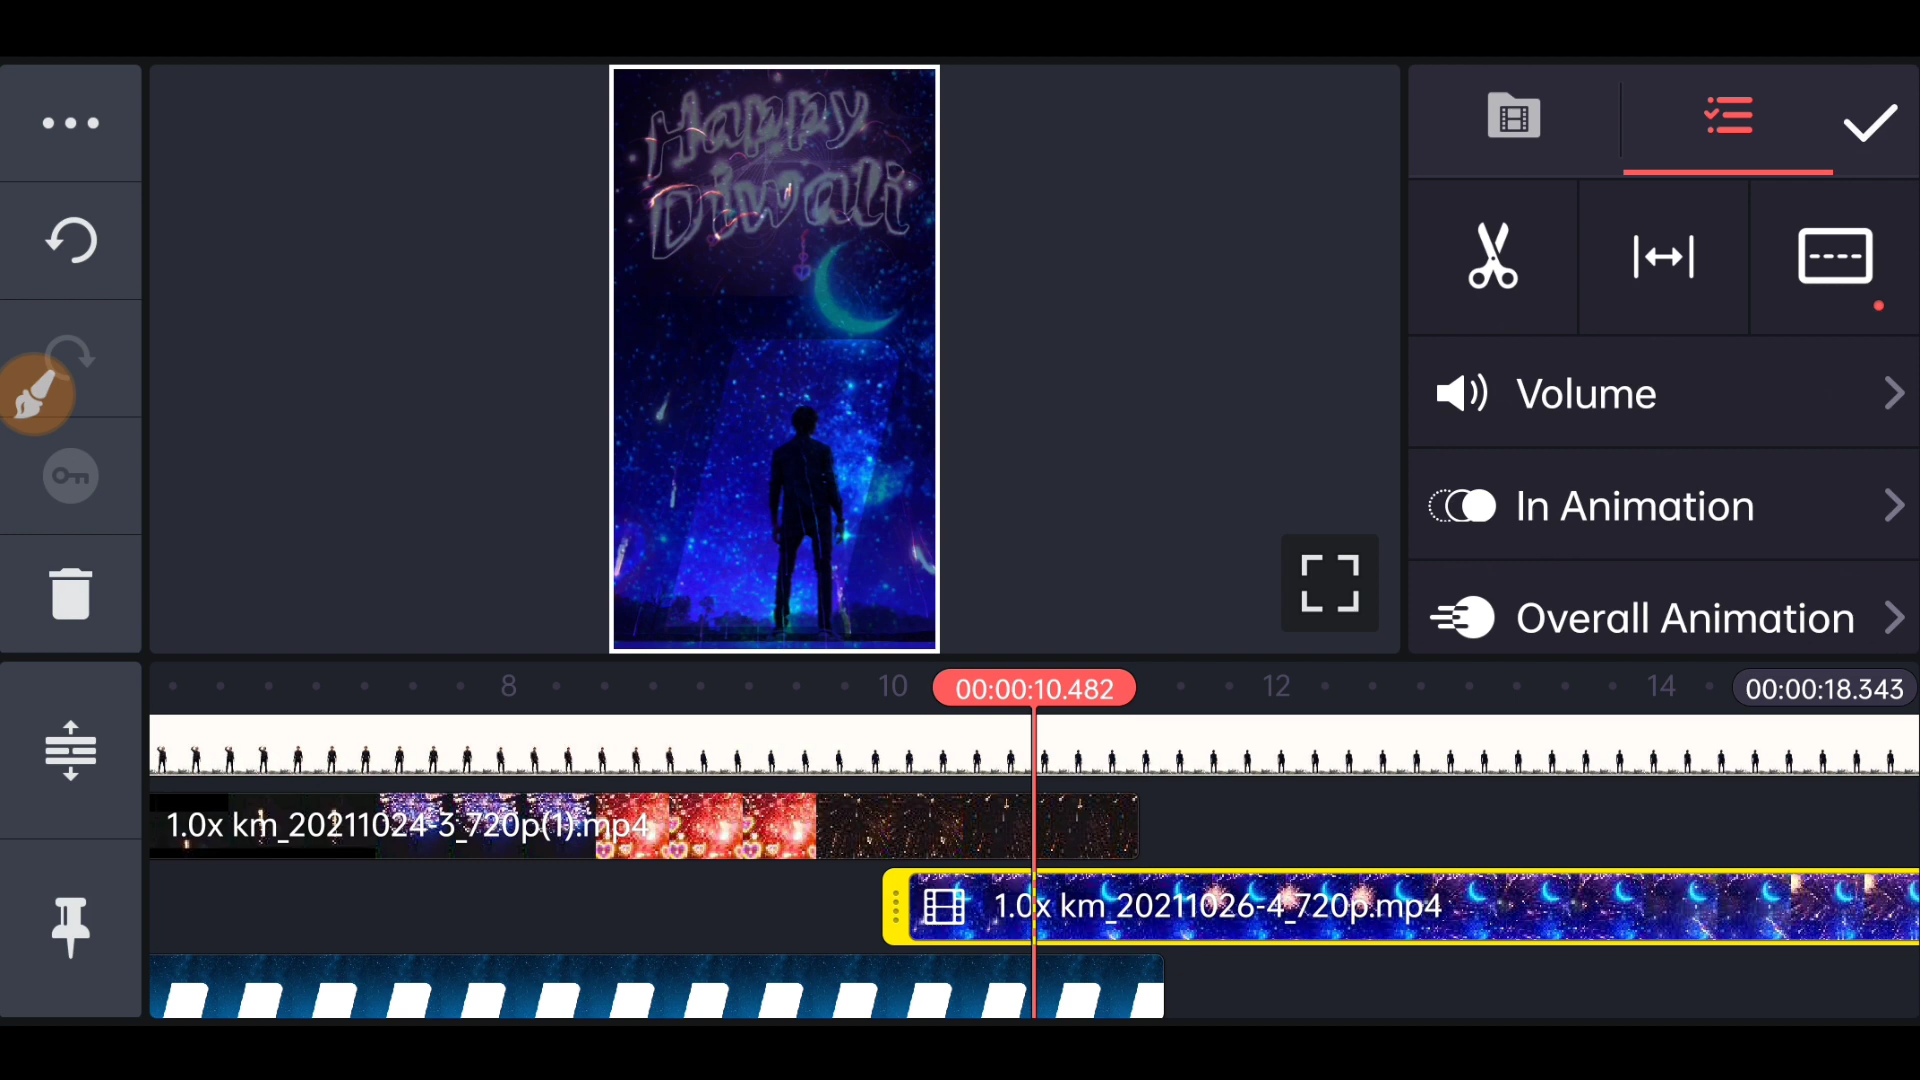 Happy
Diwali
Volume
In Animation
Overall Animation
8
10
00:00:10.482
12
14
00:00:18.343
1.0x km_20211024-3_720p(1).mp4
1.0x km_20211026-4_720p.mp4